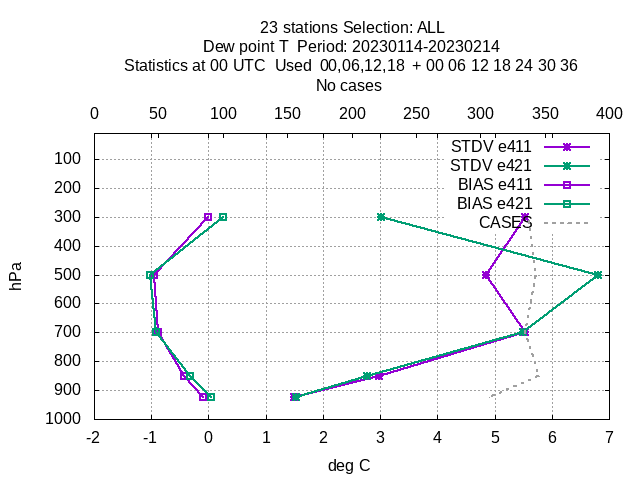 23 stations Selection: ALL
Dew point T  Period: 20230114-20230214
Statistics at 00 UTC  Used  00,06,12,18  + 00 06 12 18 24 30 36
No cases
0 50 100 150 200 250 300 350 400
STDV e411
STDV e421
BIAS e411
BIAS e421
CASES
100
200
300
400
500
600
700
800
900
1000
hPa
-2 -1 0 1 2 3 4 5 6 7
deg C